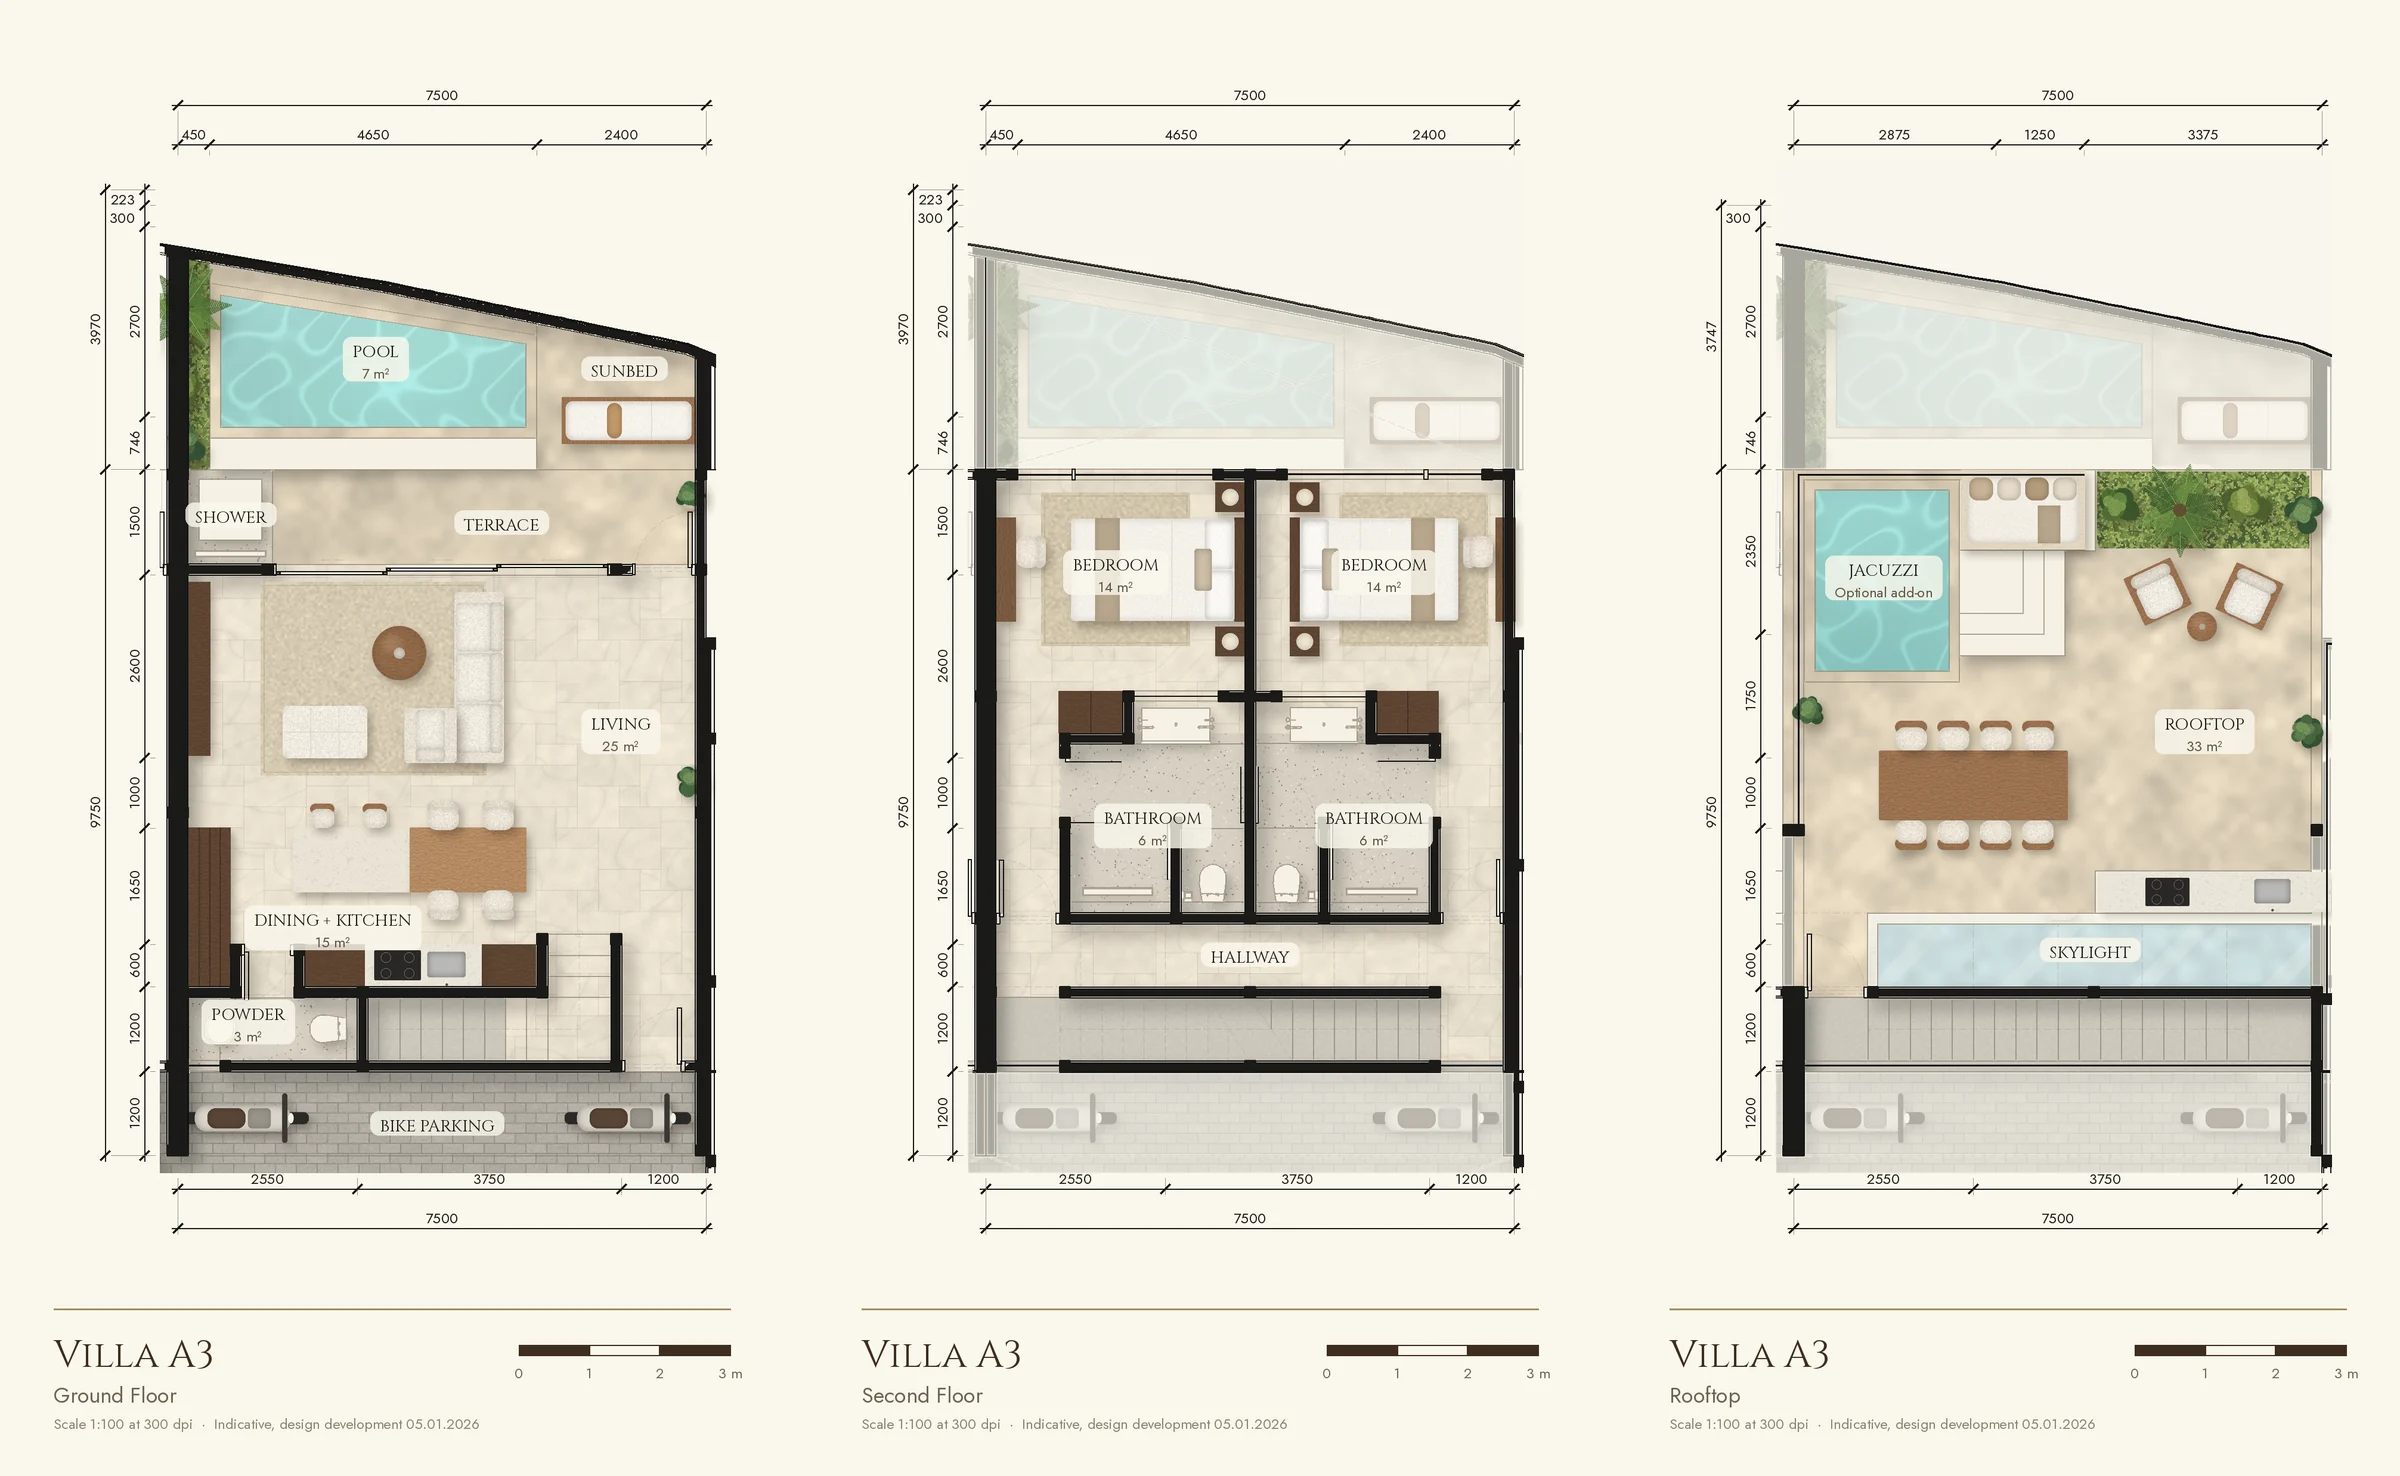 7500
450 4650 2400
223
300
3970
2700
746
1500
2600
9750
1000
1650
600
1200
1200
POOL
7 m²
SUNBED
SHOWER
TERRACE
LIVING
25 m²
DINING + KITCHEN
15 m²
POWDER
3 m²
BIKE PARKING
2550 3750 1200
7500
VILLA A3
Ground Floor
Scale 1:100 at 300 dpi · Indicative, design development 05.01.2026
0 1 2 3 m
7500
450 4650 2400
223
300
3970
2700
746
1500
2600
9750
1000
1650
600
1200
1200
BEDROOM
14 m²
BEDROOM
14 m²
BATHROOM
6 m²
BATHROOM
6 m²
HALLWAY
2550 3750 1200
7500
VILLA A3
Second Floor
Scale 1:100 at 300 dpi · Indicative, design development 05.01.2026
0 1 2 3 m
7500
2875 1250 3375
300
3747
2700
746
2350
1750
9750
1000
1650
600
1200
1200
JACUZZI
Optional add-on
ROOFTOP
33 m²
SKYLIGHT
2550 3750 1200
7500
VILLA A3
Rooftop
Scale 1:100 at 300 dpi · Indicative, design development 05.01.2026
0 1 2 3 m